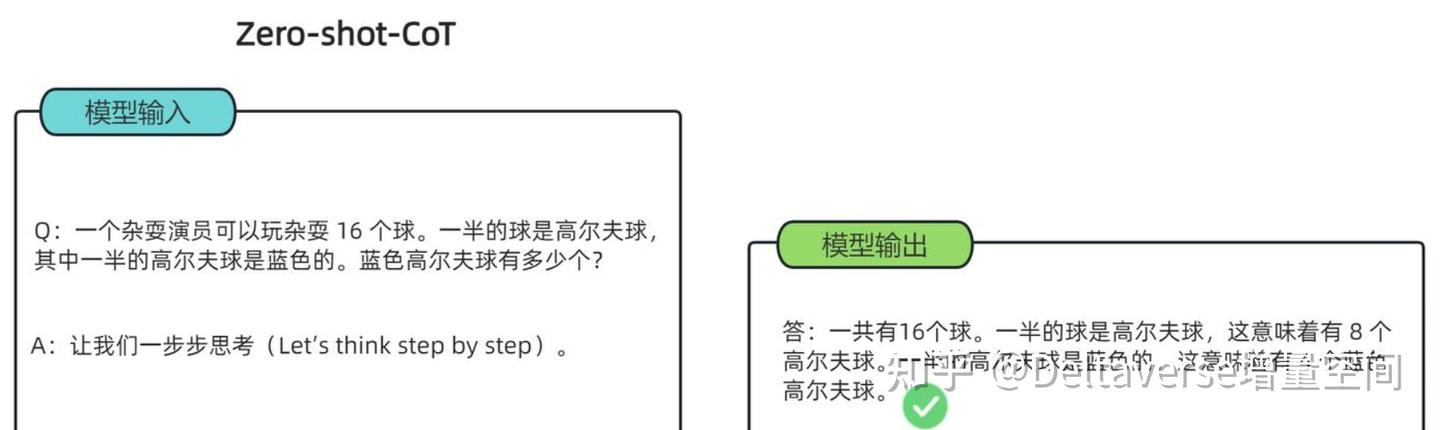 Zero-shot-CoT
模型输入
Q：一个杂耍演员可以玩杂耍 16 个球。一半的球是高尔夫球，
其中一半的高尔夫球是蓝色的。蓝色高尔夫球有多少个？
A：让我们一步步思考（Let's think step by step）。
模型输出
答：一共有16个球。一半的球是高尔夫球，这意味着有 8 个
高尔夫球。一半的高尔夫球是蓝色的，这意味着有 4 个蓝色
高尔夫球。
知乎 @Deltaverse增量空间